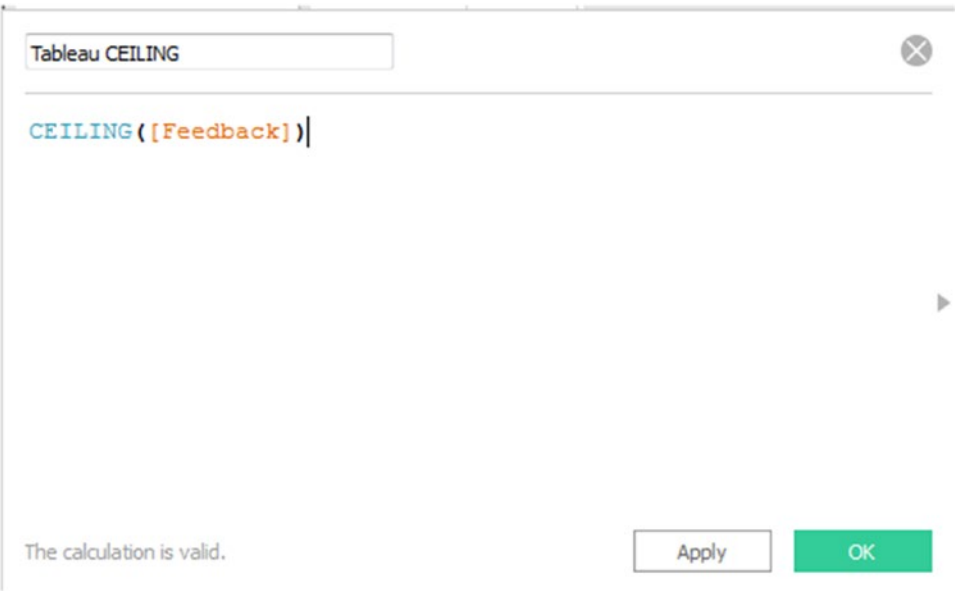 Tableau CEILING
CEILING([Feedback])
The calculation is valid.
Apply
OK